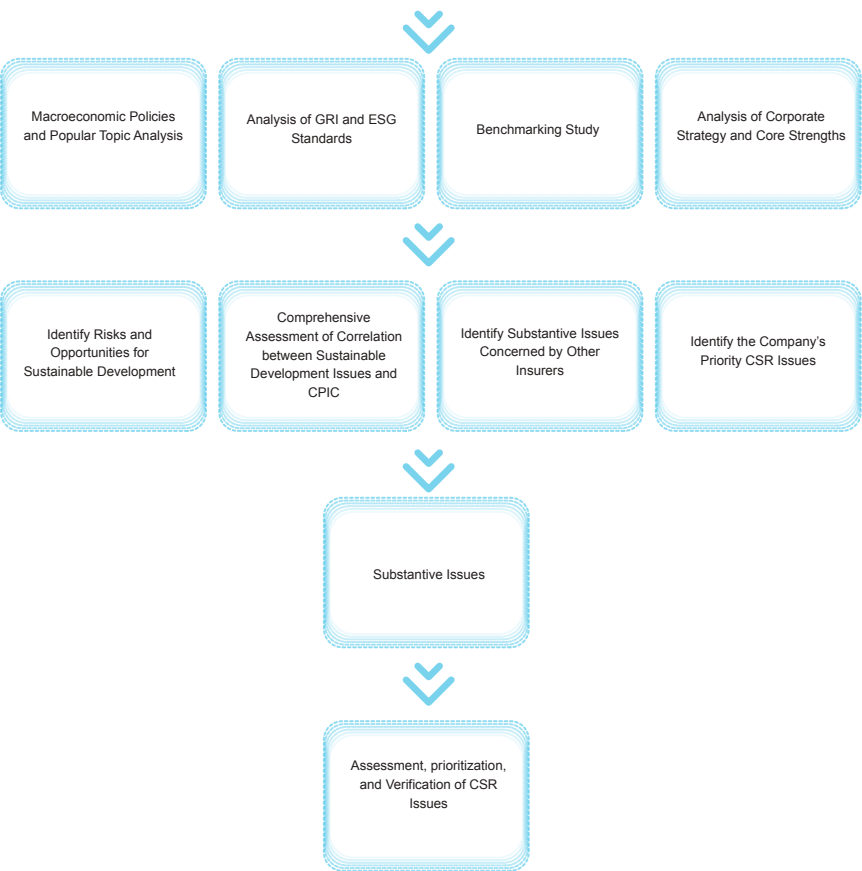 Macroeconomic Policies
and Popular Topic Analysis
Analysis of GRI and ESG
Standards
Benchmarking Study
Analysis of Corporate
Strategy and Core Strengths
Identify Risks and
Opportunities for
Sustainable Development
Comprehensive
Assessment of Correlation
between Sustainable
Development Issues and
CPIC
Identify Substantive Issues
Concerned by Other
Insurers
Identify the Company’s
Priority CSR Issues
Substantive Issues
Assessment, prioritization,
and Verification of CSR
Issues